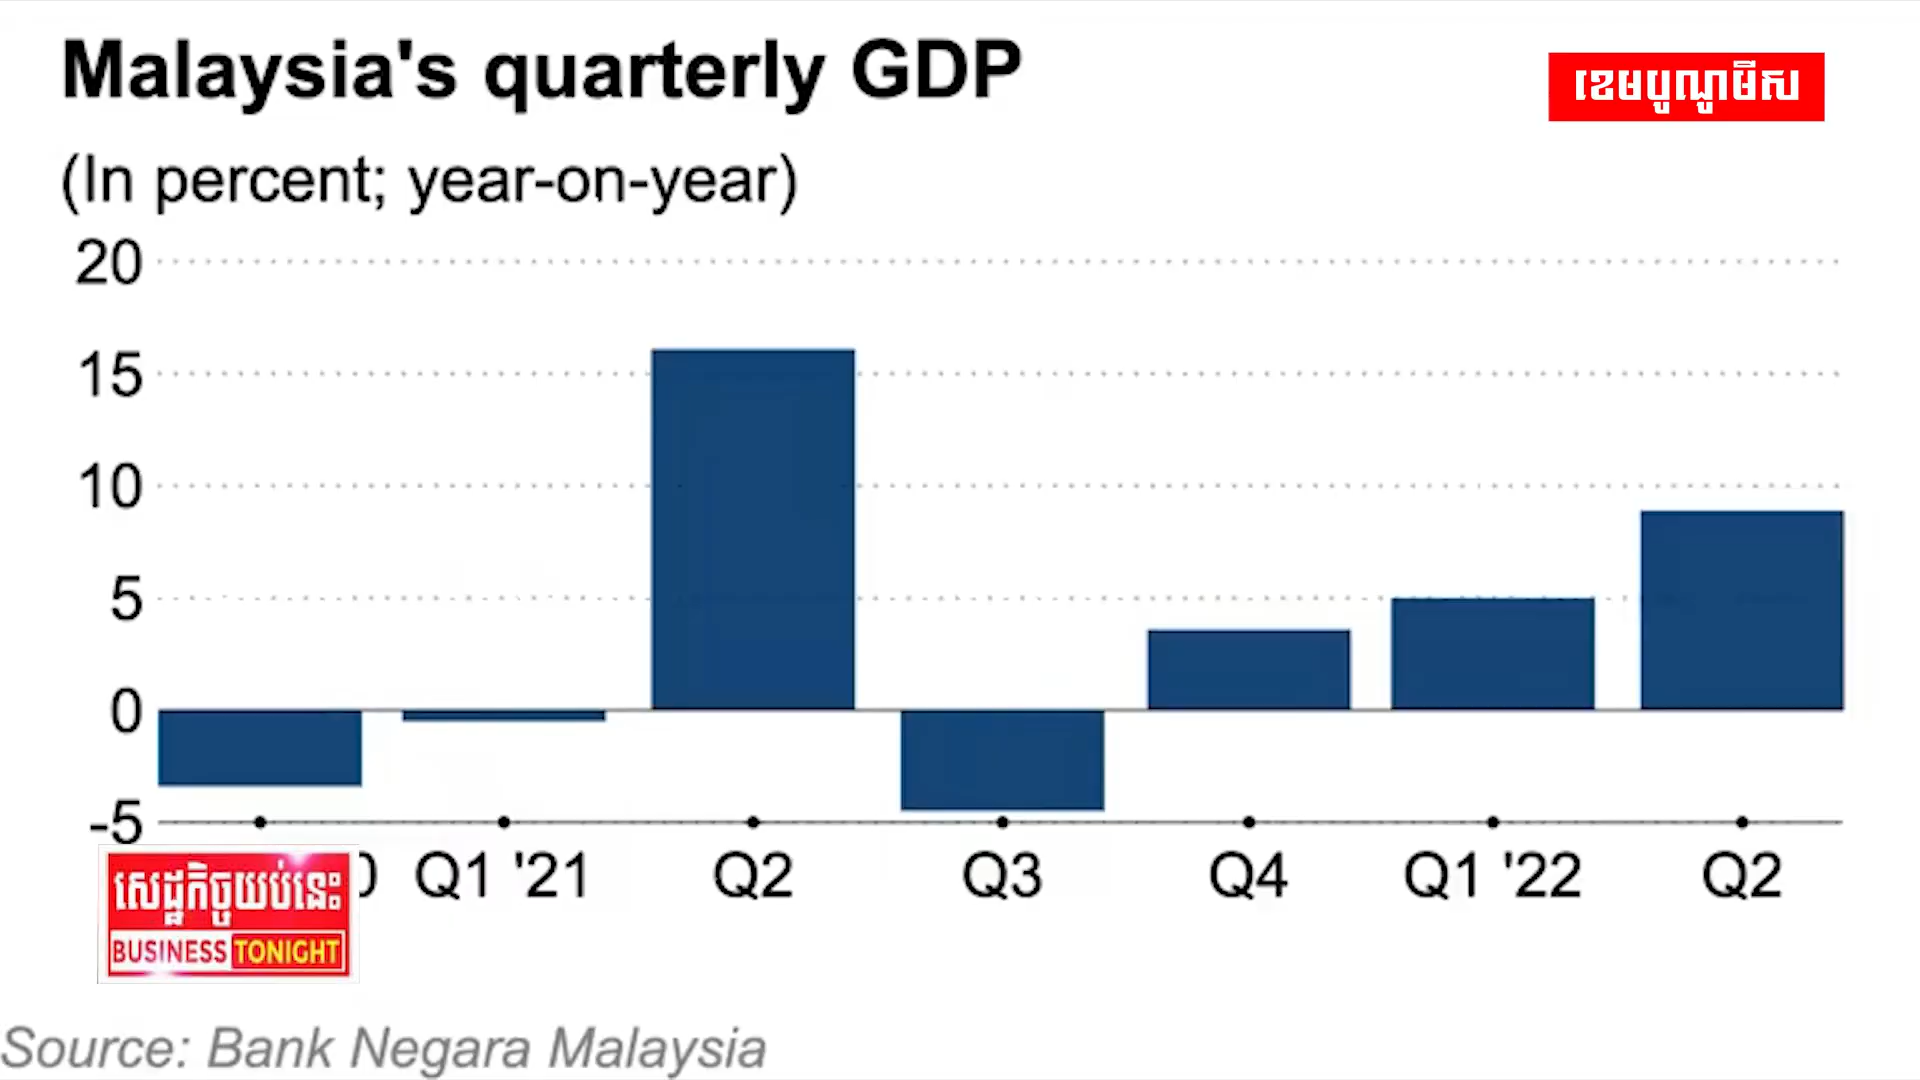 Malaysia's quarterly GDP
ខេមបូណូមីស
(In percent; year-on-year)
20
15
10
5
0
-5
Q1 '21 Q2 Q3 Q4 Q1 '22 Q2
សេដ្ឋកិច្ចយប់នេះ
BUSINESS TONIGHT
Source: Bank Negara Malaysia